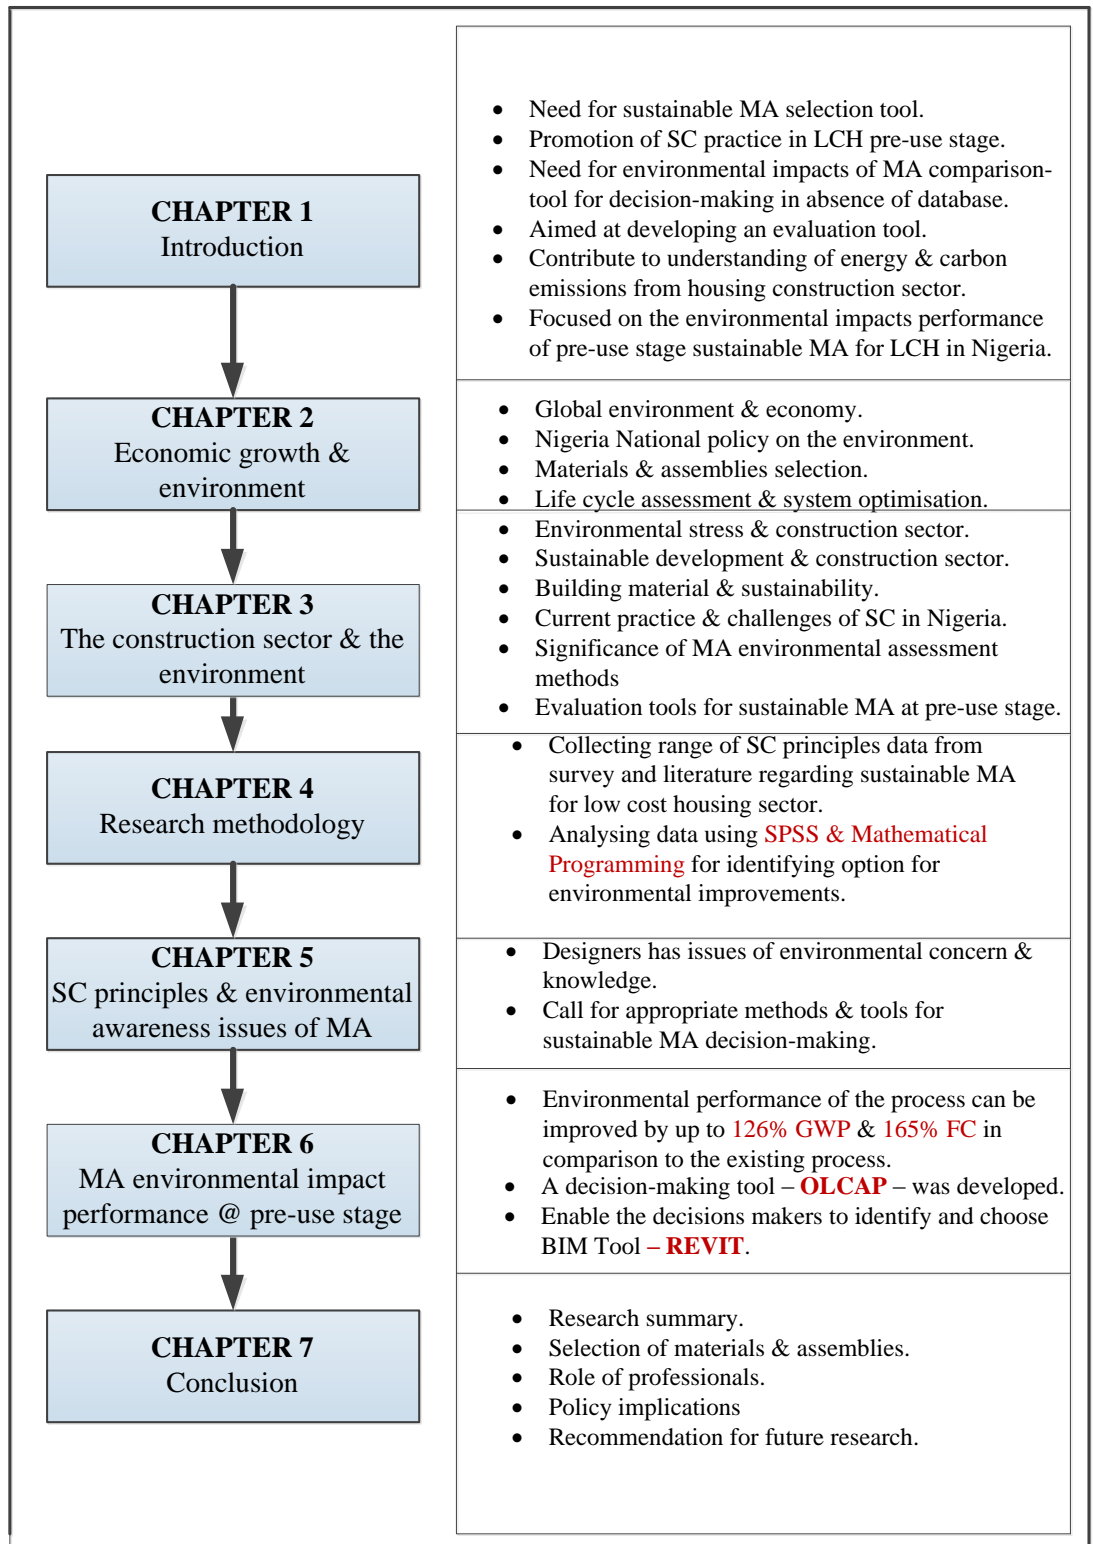 CHAPTER 1
Introduction
• Need for sustainable MA selection tool.
• Promotion of SC practice in LCH pre-use stage.
• Need for environmental impacts of MA comparison-
tool for decision-making in absence of database.
• Aimed at developing an evaluation tool.
• Contribute to understanding of energy & carbon
emissions from housing construction sector.
• Focused on the environmental impacts performance
of pre-use stage sustainable MA for LCH in Nigeria.
CHAPTER 2
Economic growth &
environment
• Global environment & economy.
• Nigeria National policy on the environment.
• Materials & assemblies selection.
• Life cycle assessment & system optimisation.
CHAPTER 3
The construction sector & the
environment
• Environmental stress & construction sector.
• Sustainable development & construction sector.
• Building material & sustainability.
• Current practice & challenges of SC in Nigeria.
• Significance of MA environmental assessment
methods
• Evaluation tools for sustainable MA at pre-use stage.
CHAPTER 4
Research methodology
• Collecting range of SC principles data from
survey and literature regarding sustainable MA
for low cost housing sector.
• Analysing data using SPSS & Mathematical
Programming for identifying option for
environmental improvements.
CHAPTER 5
SC principles & environmental
awareness issues of MA
• Designers has issues of environmental concern &
knowledge.
• Call for appropriate methods & tools for
sustainable MA decision-making.
CHAPTER 6
MA environmental impact
performance @ pre-use stage
• Environmental performance of the process can be
improved by up to 126% GWP & 165% FC in
comparison to the existing process.
• A decision-making tool – OLCAP – was developed.
• Enable the decisions makers to identify and choose
BIM Tool – REVIT.
CHAPTER 7
Conclusion
• Research summary.
• Selection of materials & assemblies.
• Role of professionals.
• Policy implications
• Recommendation for future research.